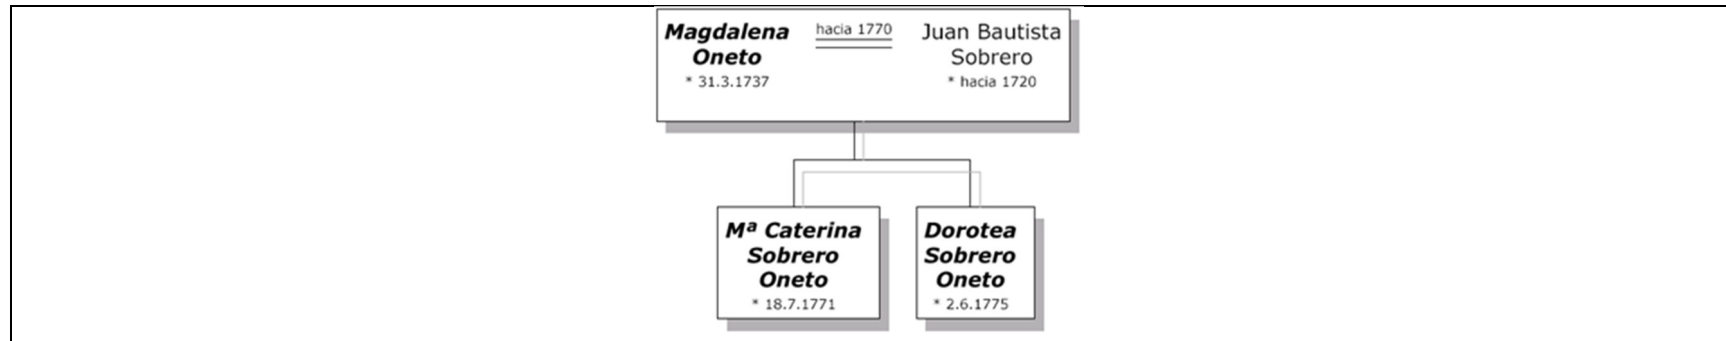 Magdalena
Oneto
* 31.3.1737
hacia 1770
Juan Bautista
Sobrero
* hacia 1720
Mª Caterina
Sobrero
Oneto
* 18.7.1771
Dorotea
Sobrero
Oneto
* 2.6.1775